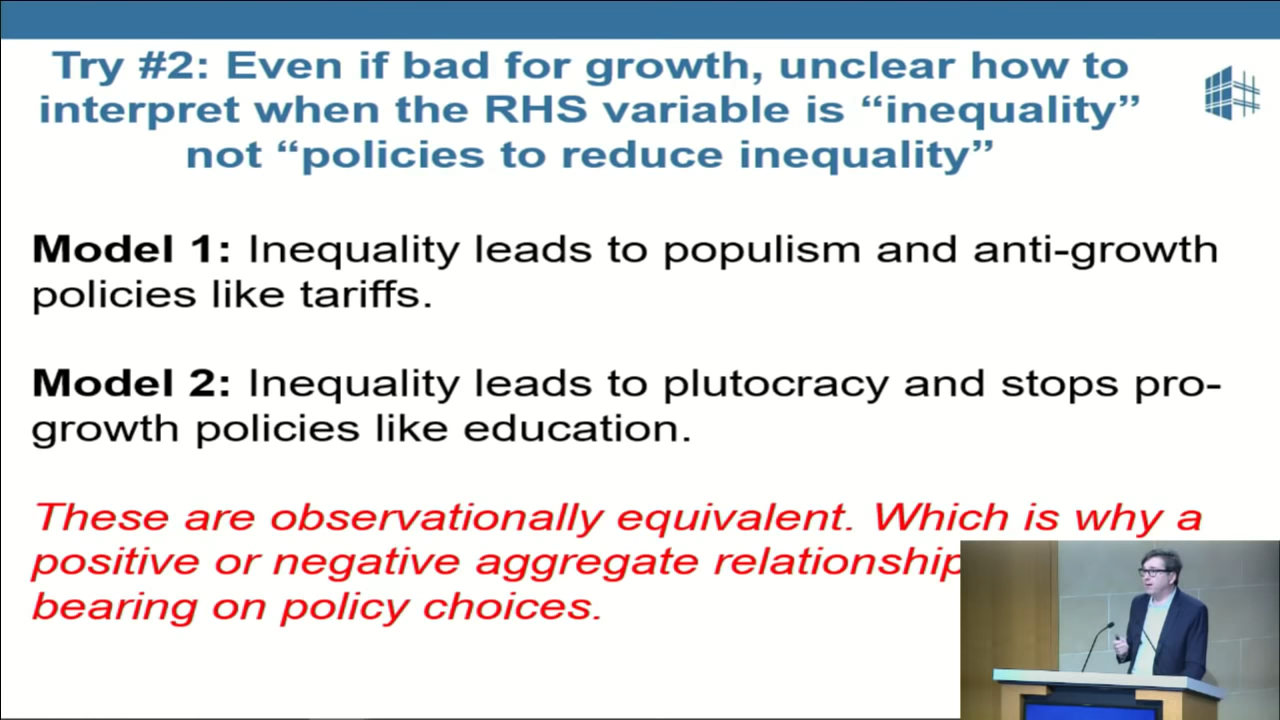 Try #2: Even if bad for growth, unclear how to
interpret when the RHS variable is “inequality”
not “policies to reduce inequality”
Model 1: Inequality leads to populism and anti-growth
policies like tariffs.
Model 2: Inequality leads to plutocracy and stops pro-
growth policies like education.
These are observationally equivalent. Which is why a
positive or negative aggregate relationship
bearing on policy choices.